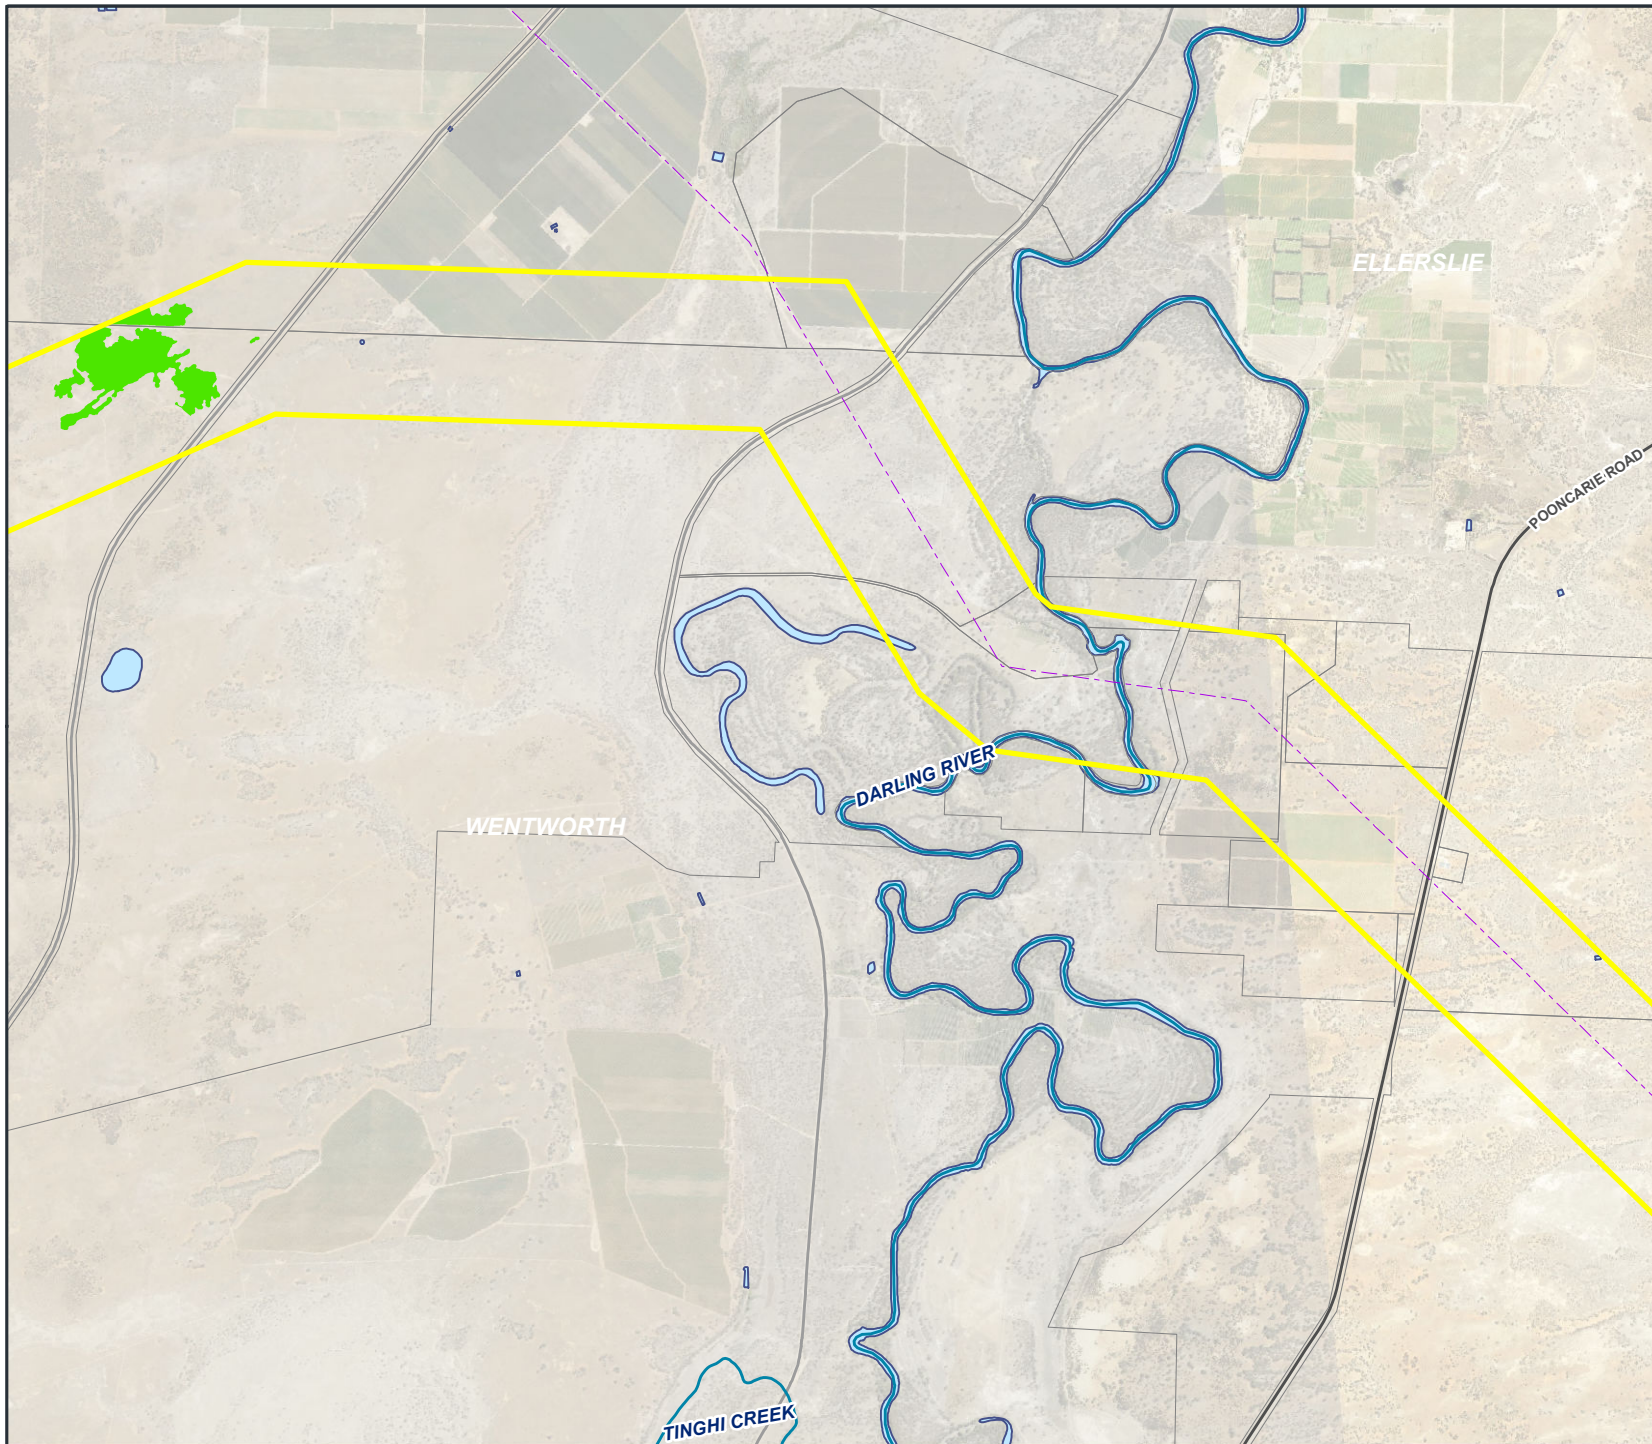 ELLERSLIE
POONCARIE ROAD
DARLING RIVER
WENTWORTH
TINGHI CREEK